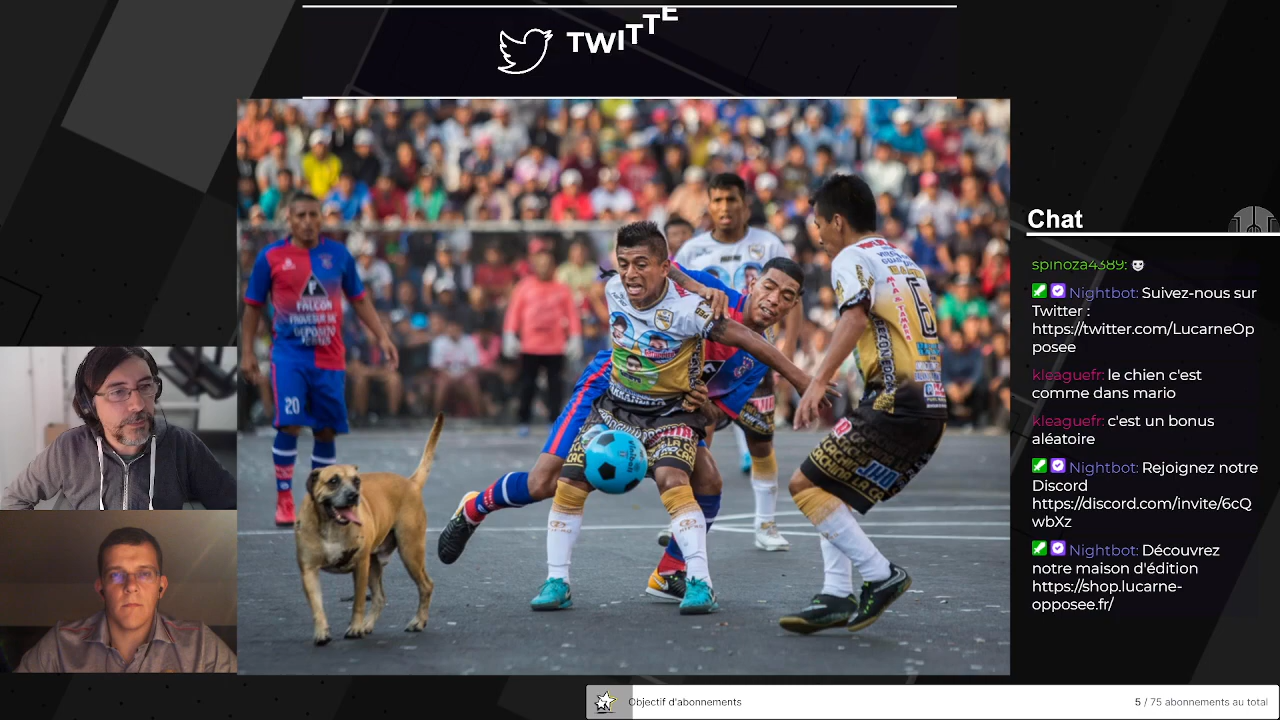 TWITTE
Chat
spinoza4389:
Nightbot: Suivez-nous sur
Twitter :
https://twitter.com/LucarneOp
posee
kleaguefr: le chien c'est
comme dans mario
kleaguefr: c'est un bonus
aléatoire
Nightbot: Rejoignez notre
Discord
https://discord.com/invite/6cQ
wbXz
Nightbot: Découvrez
notre maison d'édition
https://shop.lucarne-
opposee.fr/
F
FALCON
20
Objectif d'abonnements
5 / 75 abonnements au total